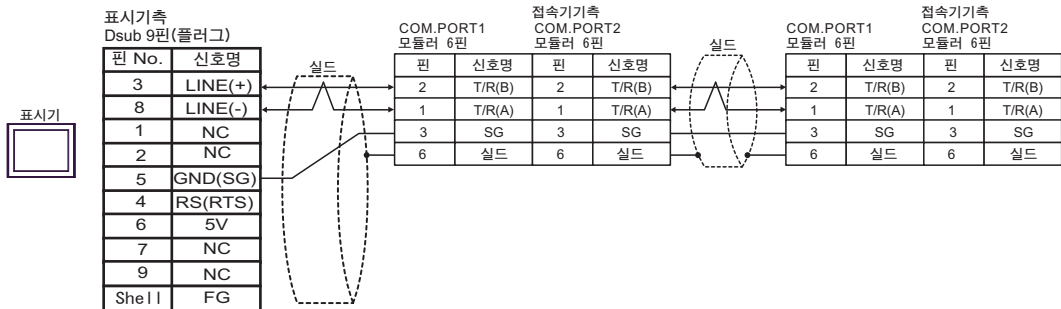 표시기측
Dsub 9핀(플러그)
핀 No. 신호명
3 LINE(+)
8 LINE(-)
1 NC
2 NC
5 GND(SG)
4 RS(RTS)
6 5V
7 NC
9 NC
Shell FG
표시기
실드
접속기기측
COM.PORT1 COM.PORT2
모듈러 6핀 모듈러 6핀
핀 신호명 핀 신호명
2 T/R(B) 2 T/R(B)
1 T/R(A) 1 T/R(A)
3 SG 3 SG
6 실드 6 실드
실드
접속기기측
COM.PORT1 COM.PORT2
모듈러 6핀 모듈러 6핀
핀 신호명 핀 신호명
2 T/R(B) 2 T/R(B)
1 T/R(A) 1 T/R(A)
3 SG 3 SG
6 실드 6 실드